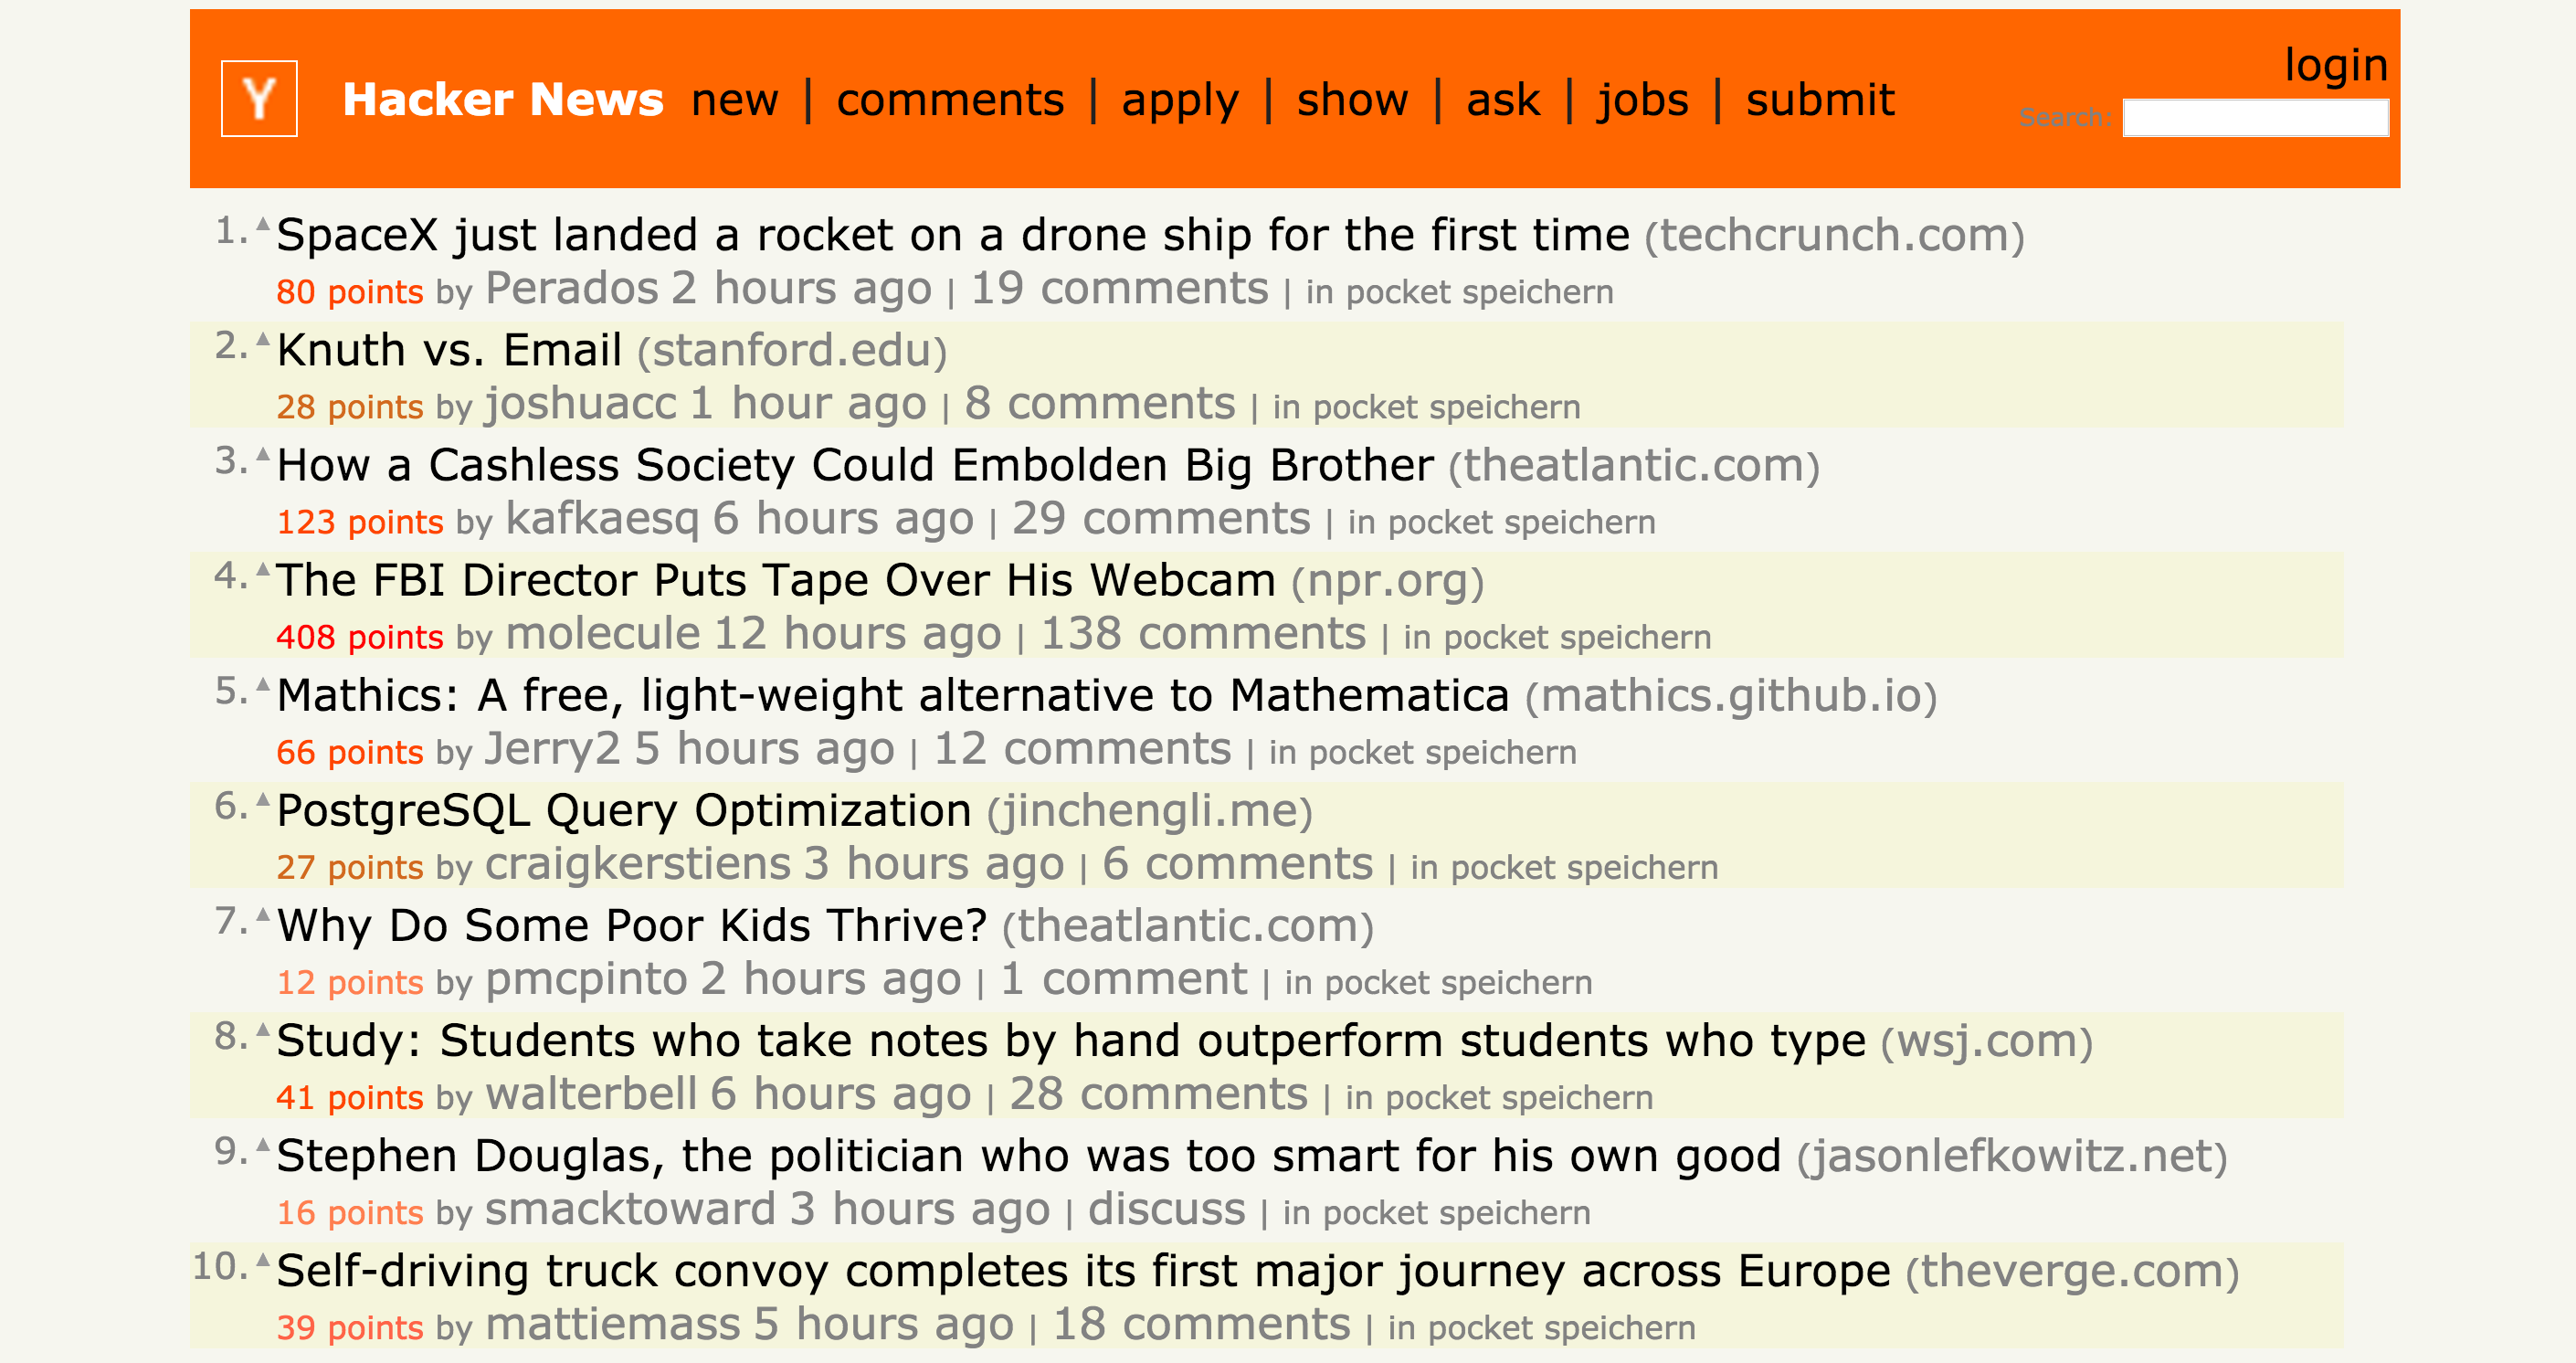 login
Y Hacker News new | comments | apply | show | ask | jobs | submit
Search:
1. ▲ SpaceX just landed a rocket on a drone ship for the first time (techcrunch.com)
80 points by Perados 2 hours ago | 19 comments | in pocket speichern
2. ▲ Knuth vs. Email (stanford.edu)
28 points by joshuacc 1 hour ago | 8 comments | in pocket speichern
3. ▲ How a Cashless Society Could Embolden Big Brother (theatlantic.com)
123 points by kafkaesq 6 hours ago | 29 comments | in pocket speichern
4. ▲ The FBI Director Puts Tape Over His Webcam (npr.org)
408 points by molecule 12 hours ago | 138 comments | in pocket speichern
5. ▲ Mathics: A free, light-weight alternative to Mathematica (mathics.github.io)
66 points by Jerry2 5 hours ago | 12 comments | in pocket speichern
6. ▲ PostgreSQL Query Optimization (jinchengli.me)
27 points by craigkerstiens 3 hours ago | 6 comments | in pocket speichern
7. ▲ Why Do Some Poor Kids Thrive? (theatlantic.com)
12 points by pmcpinto 2 hours ago | 1 comment | in pocket speichern
8. ▲ Study: Students who take notes by hand outperform students who type (wsj.com)
41 points by walterbell 6 hours ago | 28 comments | in pocket speichern
9. ▲ Stephen Douglas, the politician who was too smart for his own good (jasonlefkowitz.net)
16 points by smacktoward 3 hours ago | discuss | in pocket speichern
10. ▲ Self-driving truck convoy completes its first major journey across Europe (theverge.com)
39 points by mattiemass 5 hours ago | 18 comments | in pocket speichern